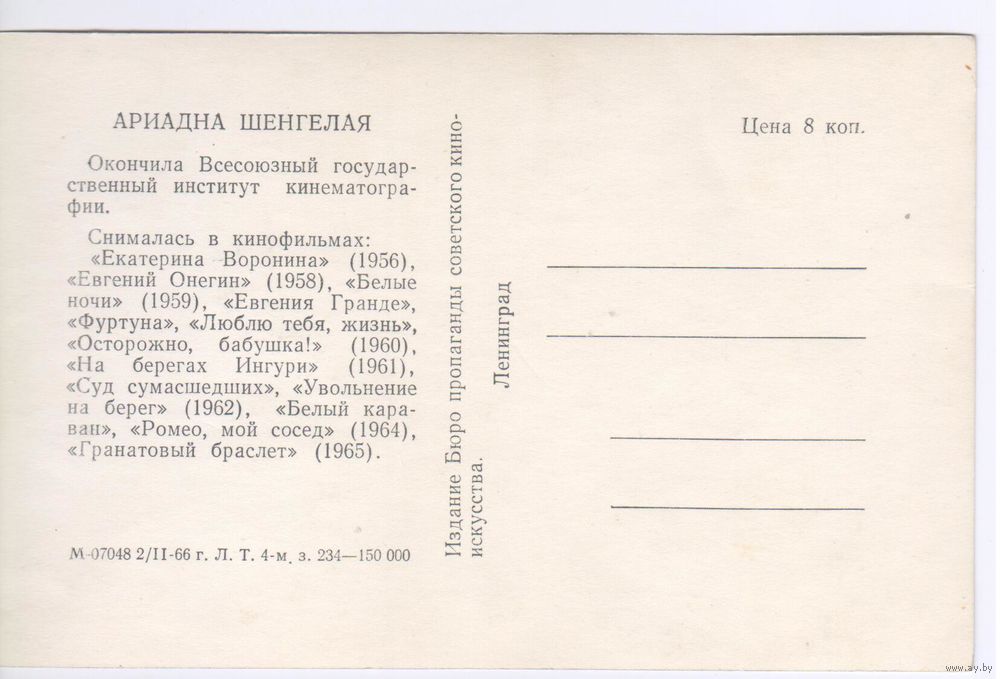 АРИАДНА ШЕНГЕЛАЯ
Окончила Всесоюзный государ-
ственный институт кинематогра-
фии.
Снималась в кинофильмах:
«Екатерина Воронина» (1956),
«Евгений Онегин» (1958), «Белые
ночи» (1959), «Евгения Гранде»,
«Фуртуна», «Люблю тебя, жизнь»,
«Осторожно, бабушка!» (1960),
«На берегах Ингури» (1961),
«Суд сумасшедших», «Увольнение
на берег» (1962), «Белый кара-
ван», «Ромео, мой сосед» (1964),
«Гранатовый браслет» (1965).
М-07048 2/II-66 г. Л. Т. 4-м. з. 234—150 000
Издание Бюро пропаганды советского кино-
искусства.
Ленинград
Цена 8 коп.
www.ay.by